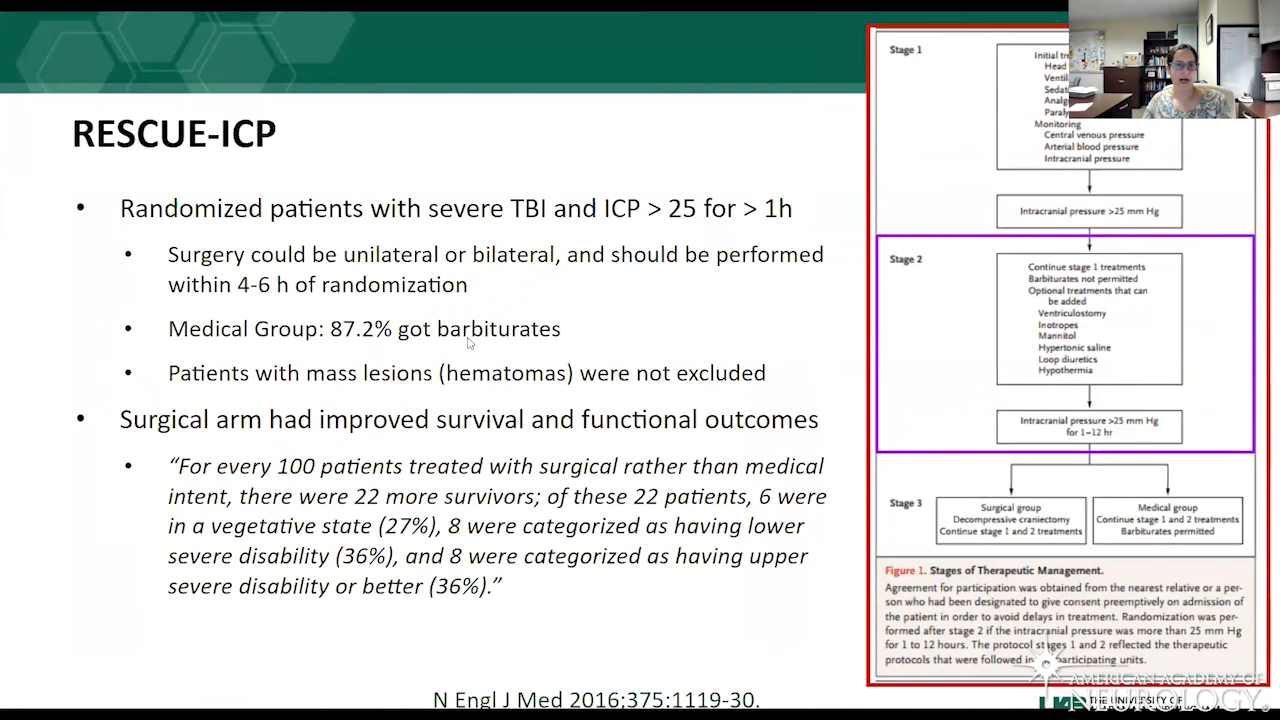 RESCUE-ICP
• Randomized patients with severe TBI and ICP > 25 for > 1h
• Surgery could be unilateral or bilateral, and should be performed
within 4-6 h of randomization
• Medical Group: 87.2% got barbiturates
• Patients with mass lesions (hematomas) were not excluded
• Surgical arm had improved survival and functional outcomes
• “For every 100 patients treated with surgical rather than medical
intent, there were 22 more survivors; of these 22 patients, 6 were
in a vegetative state (27%), 8 were categorized as having lower
severe disability (36%), and 8 were categorized as having upper
severe disability or better (36%).”
N Engl J Med 2016;375:1119-30.
Stage 1
Initial
Head
Monitoring
Central venous pressure
Arterial blood pressure
Intracranial pressure
Intracranial pressure >25 mm Hg
Stage 2
Continue stage 1 treatments
Barbiturates not permitted
Optional treatments that can
be added
Ventriculostomy
Inotropes
Mannitol
Hypertonic saline
Loop diuretics
Hypothermia
Intracranial pressure >25 mm Hg
for 1–12 hr
Stage 3
Surgical group
Decompressive craniectomy
Continue stage 1 and 2 treatments
Medical group
Continue stage 1 and 2 treatments
Barbiturates permitted
Figure 1. Stages of Therapeutic Management.
Agreement for participation was obtained from the nearest relative or a per-
son who had been designated to give consent preemptively on admission of
the patient in order to avoid delays in treatment. Randomization was per-
formed after stage 2 if the intracranial pressure was more than 25 mm Hg
for 1 to 12 hours. The protocol stages 1 and 2 reflected the therapeutic
protocols that were followed in participating units.
AMERICAN ACADEMY OF
NEUROLOGY®
THE UNIVERSITY OF